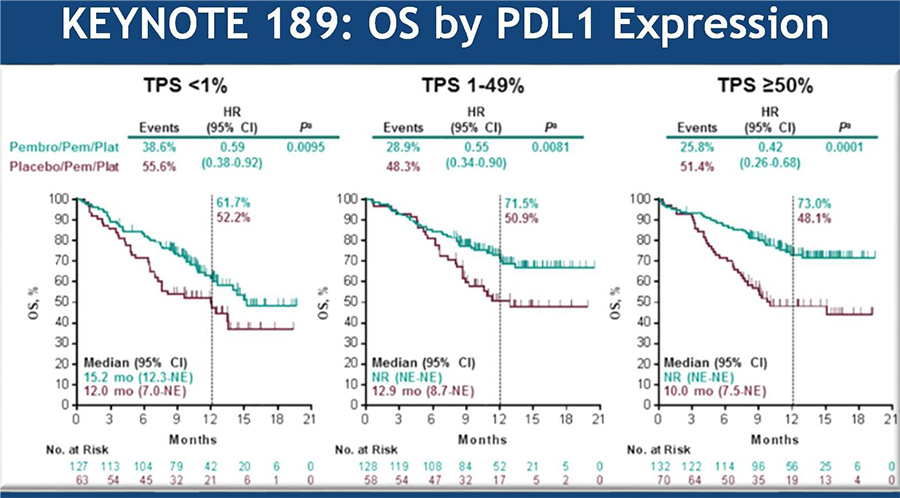 KEYNOTE 189: OS by PDL1 Expression
TPS <1%
TPS 1-49%
TPS ≥50%
HR
Events (95% CI) Pᵃ
HR
Events (95% CI) Pᵃ
HR
Events (95% CI) Pᵃ
Pembro/Pem/Plat 38.6% 0.59 0.0095
Placebo/Pem/Plat 55.6% (0.38-0.92)
28.9% 0.55 0.0081
48.3% (0.34-0.90)
25.8% 0.42 0.0001
51.4% (0.26-0.68)
OS, %
100
90
80
70
60
50
40
30
20
10
0
61.7%
52.2%
Median (95% CI)
15.2 mo (12.3-NE)
12.0 mo (7.0-NE)
0 3 6 9 12 15 18 21
Months
No. at Risk
127 113 104 79 42 20 6 0
63 54 45 32 21 6 1 0
OS, %
100
90
80
70
60
50
40
30
20
10
0
71.5%
50.9%
Median (95% CI)
NR (NE-NE)
12.9 mo (8.7-NE)
0 3 6 9 12 15 18 21
Months
No. at Risk
128 119 108 84 52 21 5 0
58 54 47 32 17 5 2 0
OS, %
100
90
80
70
60
50
40
30
20
10
0
73.0%
48.1%
Median (95% CI)
NR (NE-NE)
10.0 mo (7.5-NE)
0 3 6 9 12 15 18 21
Months
No. at Risk
132 122 114 96 56 25 6 0
70 64 50 35 19 13 4 0